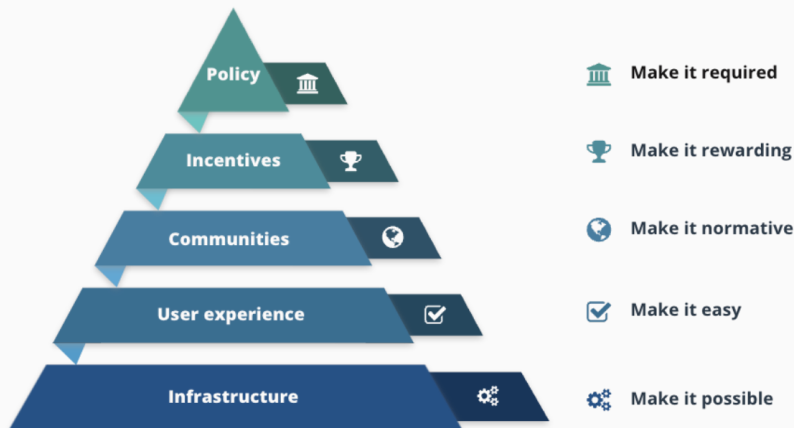 Policy
Make it required
Incentives
Make it rewarding
Communities
Make it normative
User experience
Make it easy
Infrastructure
Make it possible